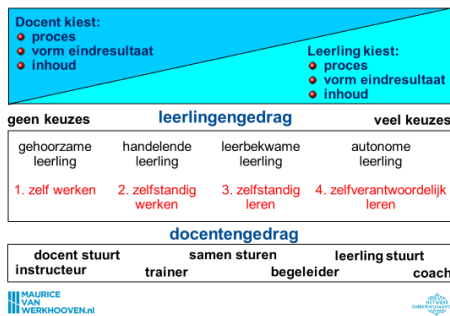 Docent kiest:
proces
vorm eindresultaat
inhoud
Leerling kiest:
proces
vorm eindresultaat
inhoud
geen keuzes
leerlingengedrag
veel keuzes
gehoorzame leerling
handelende leerling
leerbekwame leerling
autonome leerling
1. zelf werken
2. zelfstandig werken
3. zelfstandig leren
4. zelfverantwoordelijk leren
docentengedrag
docent stuurt
samen sturen
leerling stuurt
instructeur
trainer
begeleider
coach
MAURICE
VAN
WERKHOOVEN.nl